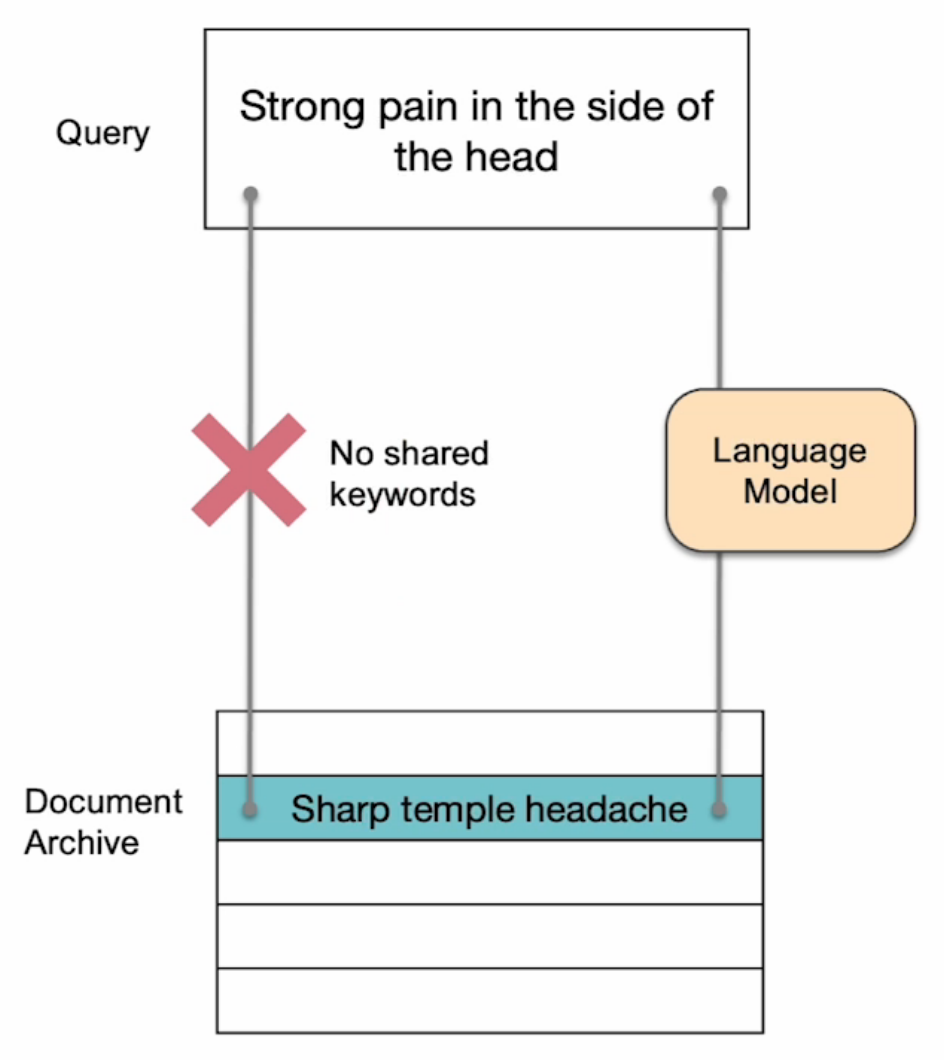 Query
Strong pain in the side of
the head
No shared
keywords
Language
Model
Document
Archive
Sharp temple headache